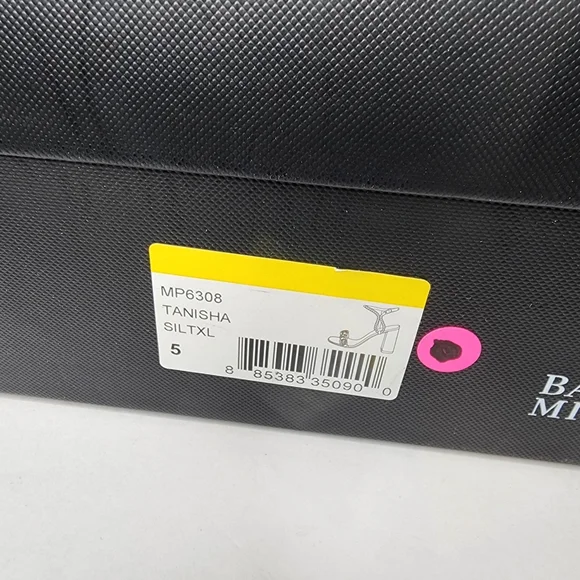 MP6308
TANISHA
SILTXL
5
8 85383 35090 0
BA
MI